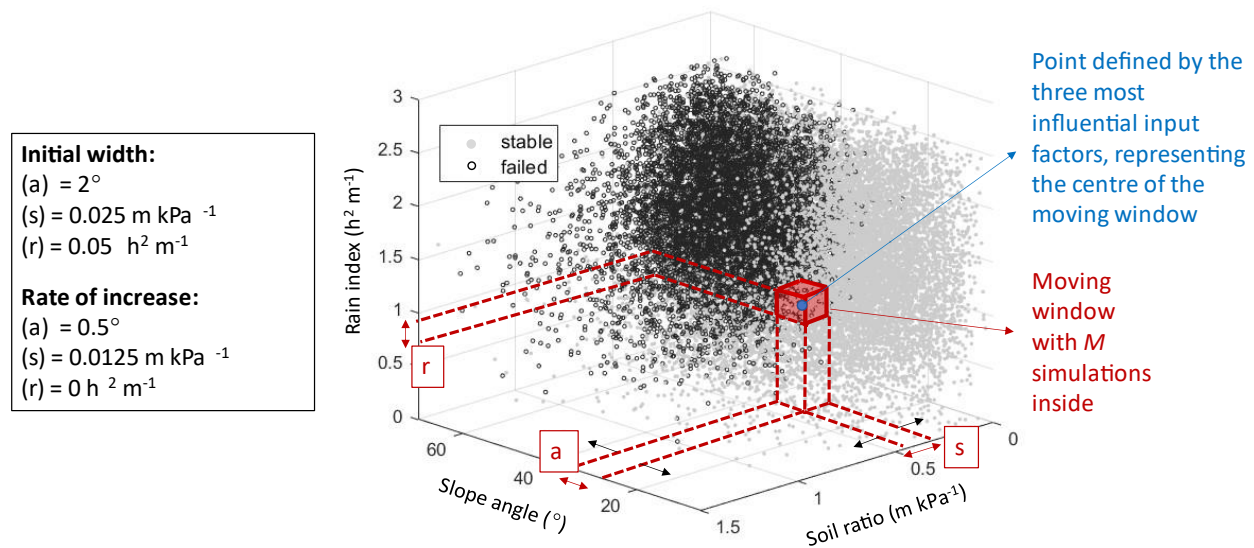 Initial width:
(a) = 2°
(s) = 0.025 m kPa ⁻¹
(r) = 0.05 h² m⁻¹
Rate of increase:
(a) = 0.5°
(s) = 0.0125 m kPa ⁻¹
(r) = 0 h ² m⁻¹
Rain index (h² m⁻¹)
3
2.5
2
1.5
1
0.5
0
stable
failed
r
a
s
60
40
20
Slope angle (°)
1.5
1
0.5
0
Soil ratio (m kPa⁻¹)
Point defined by the
three most
influential input
factors, representing
the centre of the
moving window
Moving
window
with M
simulations
inside